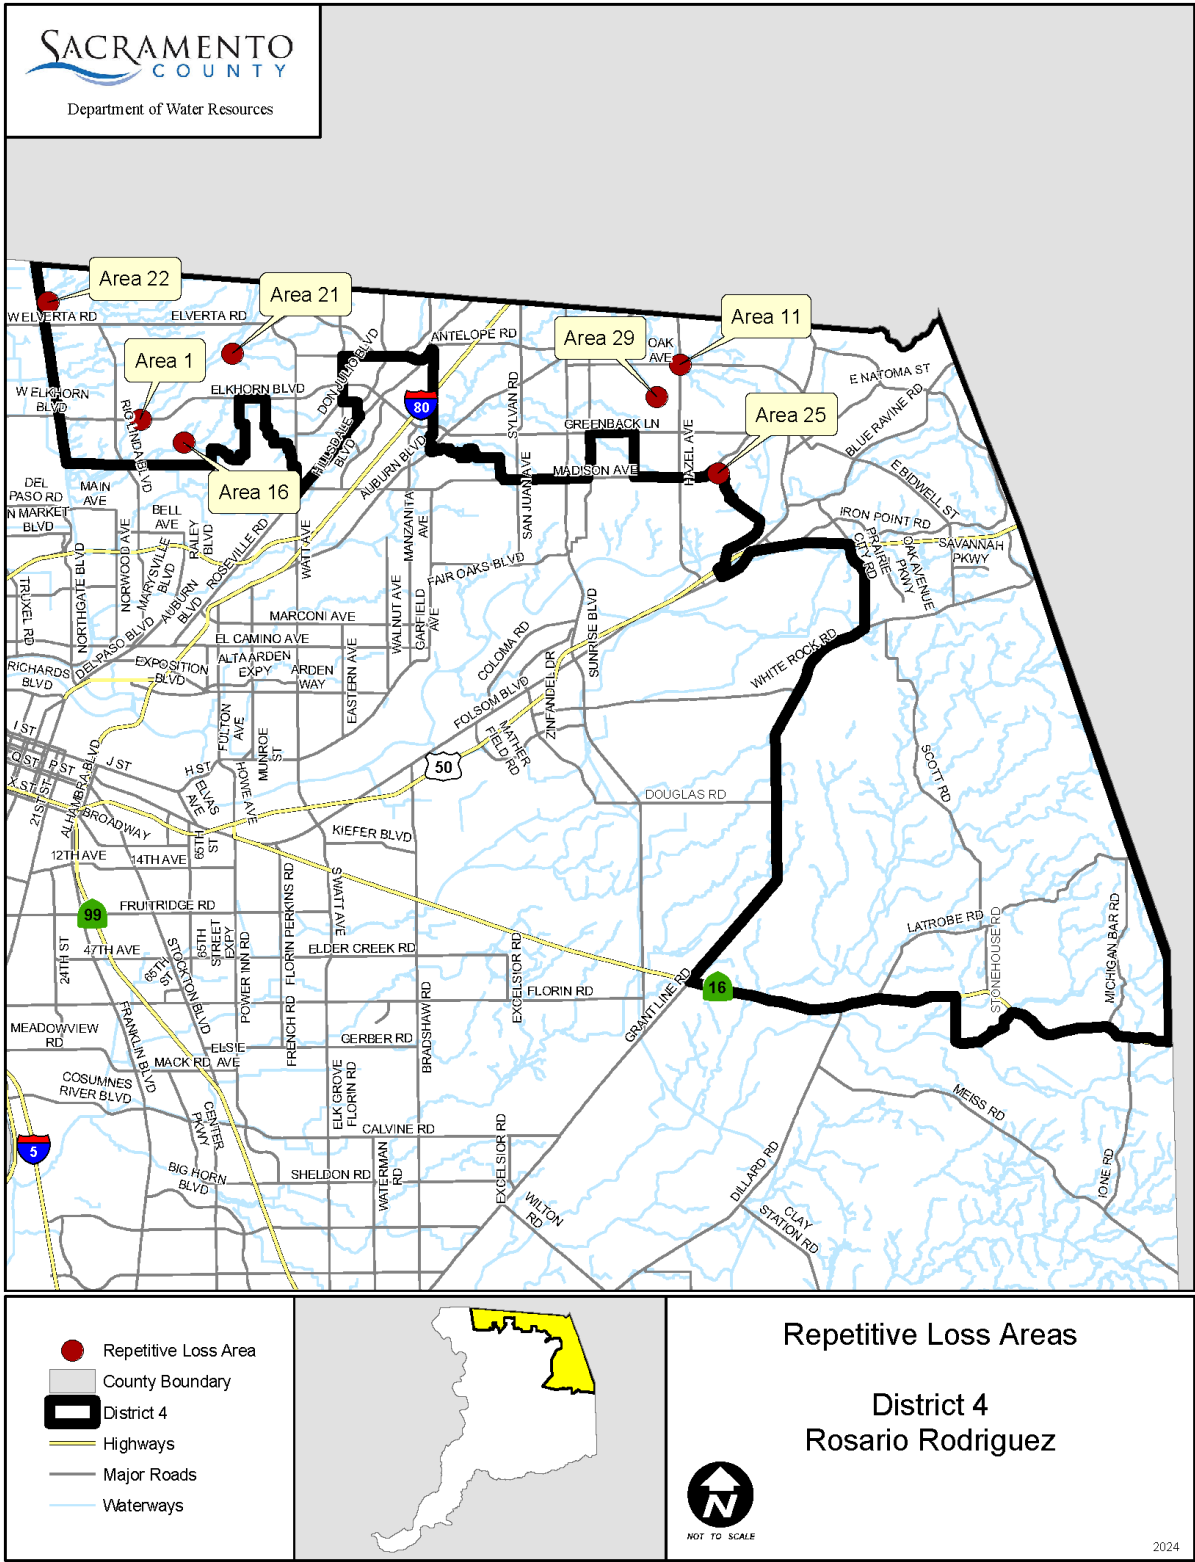 SACRAMENTO
COUNTY
Department of Water Resources
Area 22
Area 21
Area 11
Area 29
Area 1
Area 25
Area 16
W ELVERTA RD
ELVERTA RD
ANTELOPE RD
OAK
AVE
E NATOMA ST
W ELKHORN
BLVD
ELKHORN BLVD
DON JULIO BLVD
RIO LINDA BLVD
80
SYLVAN RD
GREENBACK LN
BLUE RAVINE RD
HILLSDALE
BLVD
AUBURN BLVD
HAZEL AVE
MADISON AVE
SAN JUAN AVE
E BIDWELL ST
DEL
PASO RD
MAIN
AVE
N MARKET
BLVD
BELL
AVE
RALEY
BLVD
ROSEVILLE RD
WATT AVE
MANZANITA
AVE
IRON POINT RD
PRAIRIE
CITY RD
OAK AVENUE
PKWY
SAVANNAH
PKWY
TRUXEL RD
NORTHGATE BLVD
NORWOOD AVE
MARYSVILLE
BLVD
AUBURN
BLVD
FAIR OAKS BLVD
WALNUT AVE
GARFIELD
AVE
MARCONI AVE
DEL PASO BLVD
EL CAMINO AVE
COLOMA RD
SUNRISE BLVD
WHITE ROCK RD
RICHARDS
BLVD
EXPOSITION
BLVD
ALTA ARDEN
EXPY
ARDEN
WAY
EASTERN AVE
FOLSOM BLVD
ZINFANDEL DR
MATHER
FIELD RD
FULTON
AVE
MUNROE
ST
I ST
J ST
Q ST
P ST
X ST
21ST ST
ALHAMBRA BLVD
H ST
ELVAS
AVE
HOWE AVE
50
SCOTT RD
DOUGLAS RD
BROADWAY
65TH
ST
KIEFER BLVD
12TH AVE
14TH AVE
S WATT AVE
99
FRUITRIDGE RD
FLORIN PERKINS RD
LATROBE RD
STONEHOUSE RD
MICHIGAN BAR RD
24TH ST
47TH AVE
65TH
ST
STOCKTON BLVD
65TH
STREET
EXPY
POWER INN RD
ELDER CREEK RD
EXCELSIOR RD
FLORIN RD
GRANT LINE RD
16
MEADOWVIEW
RD
FRANKLIN BLVD
MACK RD
ELSIE
AVE
FRENCH RD
GERBER RD
BRADSHAW RD
COSUMNES
RIVER BLVD
CENTER
PKWY
ELK GROVE
FLORIN RD
CALVINE RD
MEISS RD
5
BIG HORN
BLVD
SHELDON RD
WATERMAN
RD
EXCELSIOR RD
WILTON
RD
DILLARD RD
CLAY
STATION RD
IONE RD
Repetitive Loss Area
County Boundary
District 4
Highways
Major Roads
Waterways
Repetitive Loss Areas
District 4
Rosario Rodriguez
N
NOT TO SCALE
2024